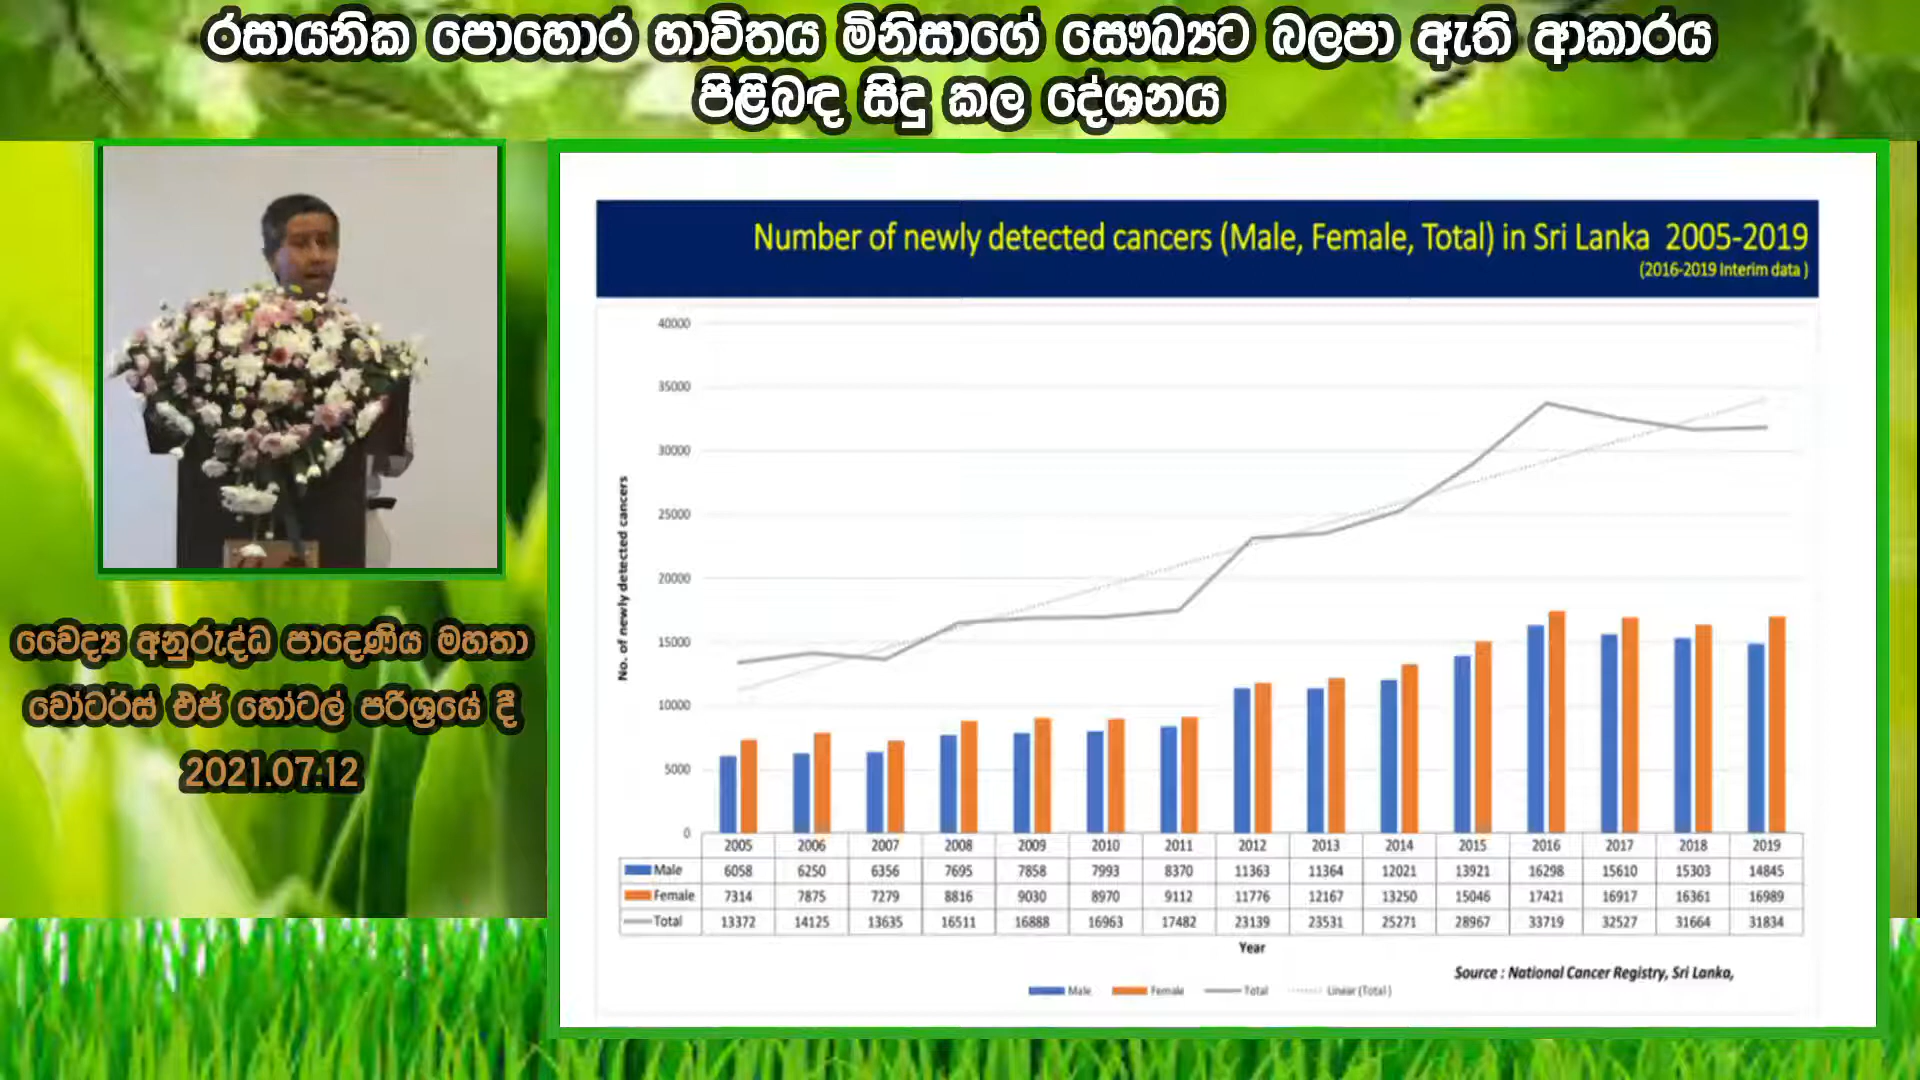 රසායනික පොහොර භාවිතය මිනිසාගේ සෞඛ්‍යට බලපා ඇති ආකාරය
පිළිබඳ සිදු කල දේශනය
වෛද්‍ය අනුරුද්ධ පාදෙණිය මහතා
වෝටර්ස් එජ් හෝටල් පරිශ්‍රයේ දී
2021.07.12
Number of newly detected cancers (Male, Female, Total) in Sri Lanka 2005-2019
(2016-2019 Interim data )
40000
35000
30000
25000
20000
15000
10000
5000
0
No. of newly detected cancers
2005 2006 2007 2008 2009 2010 2011 2012 2013 2014 2015 2016 2017 2018 2019
Male 6058 6250 6356 7695 7858 7993 8370 11363 11364 12021 13921 16298 15610 15303 14845
Female 7314 7875 7279 8816 9030 8970 9112 11776 12167 13250 15046 17421 16917 16361 16989
Total 13372 14125 13635 16511 16888 16963 17482 23139 23531 25271 28967 33719 32527 31664 31834
Year
Source : National Cancer Registry, Sri Lanka,
Male Female Total Linear (Total )